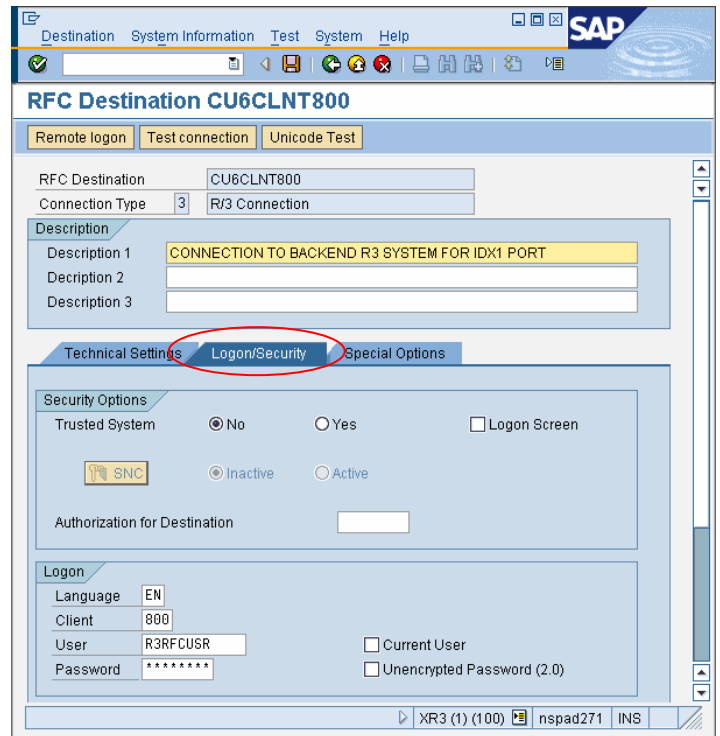 Destination System Information Test System Help
SAP
RFC Destination CU6CLNT800
Remote logon Test connection Unicode Test
RFC Destination CU6CLNT800
Connection Type 3 R/3 Connection
Description
Description 1 CONNECTION TO BACKEND R3 SYSTEM FOR IDX1 PORT
Decription 2
Description 3
Technical Settings Logon/Security Special Options
Security Options
Trusted System No Yes Logon Screen
SNC Inactive Active
Authorization for Destination
Logon
Language EN
Client 800
User R3RFCUSR Current User
Password ******** Unencrypted Password (2.0)
XR3 (1) (100) nspad271 INS